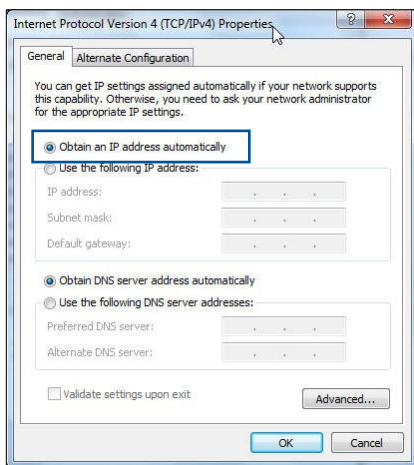 Internet Protocol Version 4 (TCP/IPv4) Properties
General
Alternate Configuration
You can get IP settings assigned automatically if your network supports
this capability. Otherwise, you need to ask your network administrator
for the appropriate IP settings.
Obtain an IP address automatically
Use the following IP address:
IP address:
Subnet mask:
Default gateway:
Obtain DNS server address automatically
Use the following DNS server addresses:
Preferred DNS server:
Alternate DNS server:
Validate settings upon exit
Advanced...
OK
Cancel